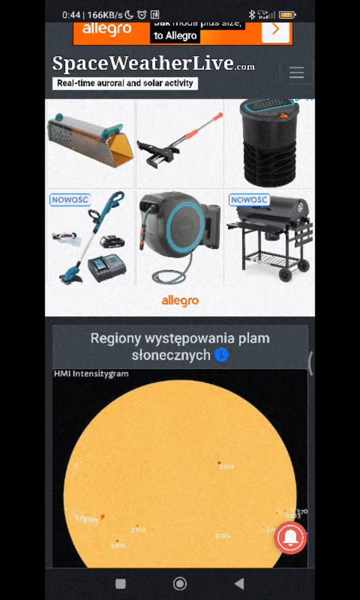 0:44 | 166KB/s
allegro
Jak moda plus size,
to Allegro
SpaceWeatherLive.com
Real-time auroral and solar activity
NOWOŚĆ
NOWOŚĆ
allegro
Regiony występowania plam
słonecznych
HMI Intensitygram